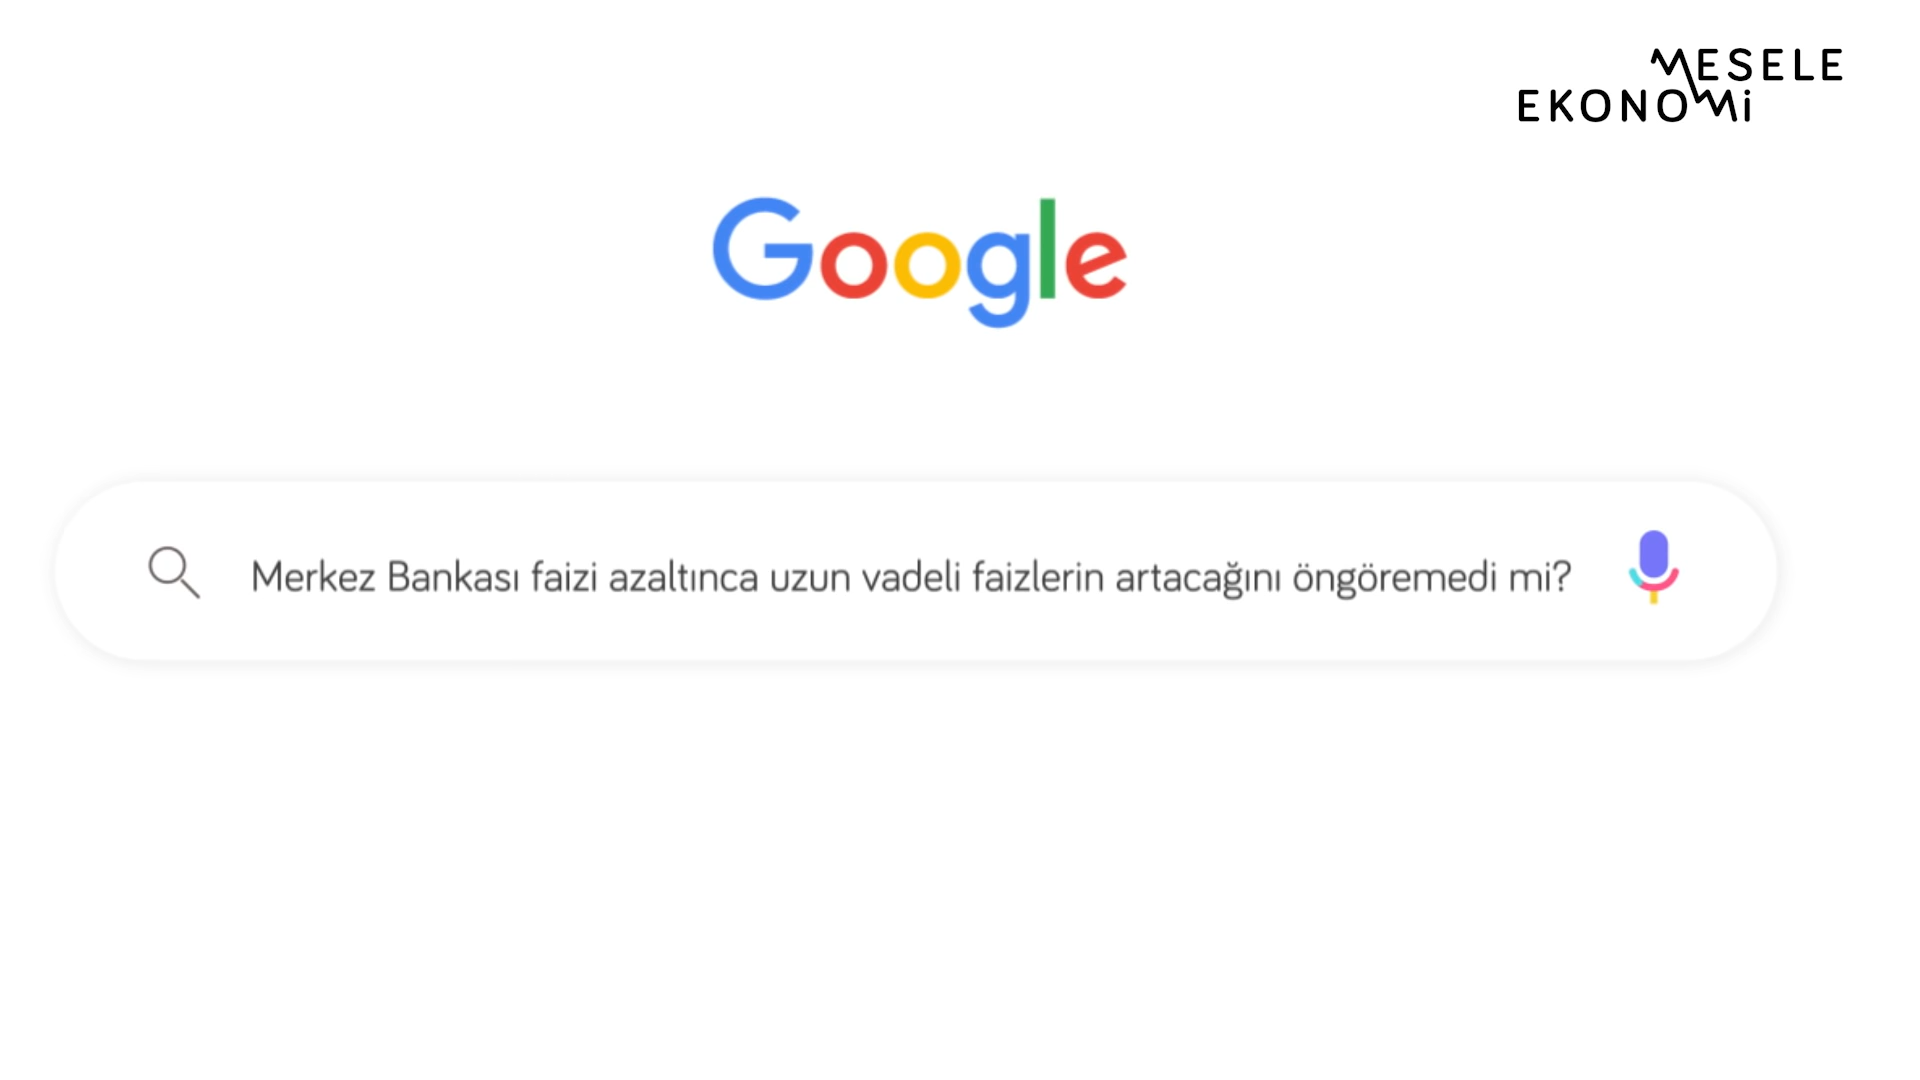 MESELE
EKONOMi
Google
Merkez Bankası faizi azaltınca uzun vadeli faizlerin artacağını öngöremedi mi?